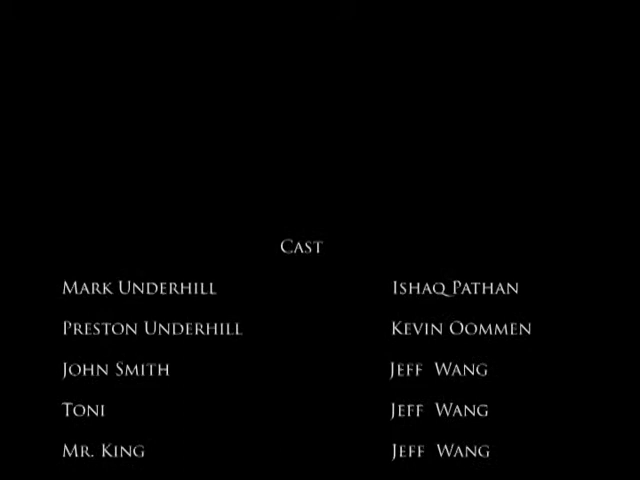 Cast
Mark Underhill Ishaq Pathan
Preston Underhill Kevin Oommen
John Smith Jeff Wang
Toni Jeff Wang
Mr. King Jeff Wang